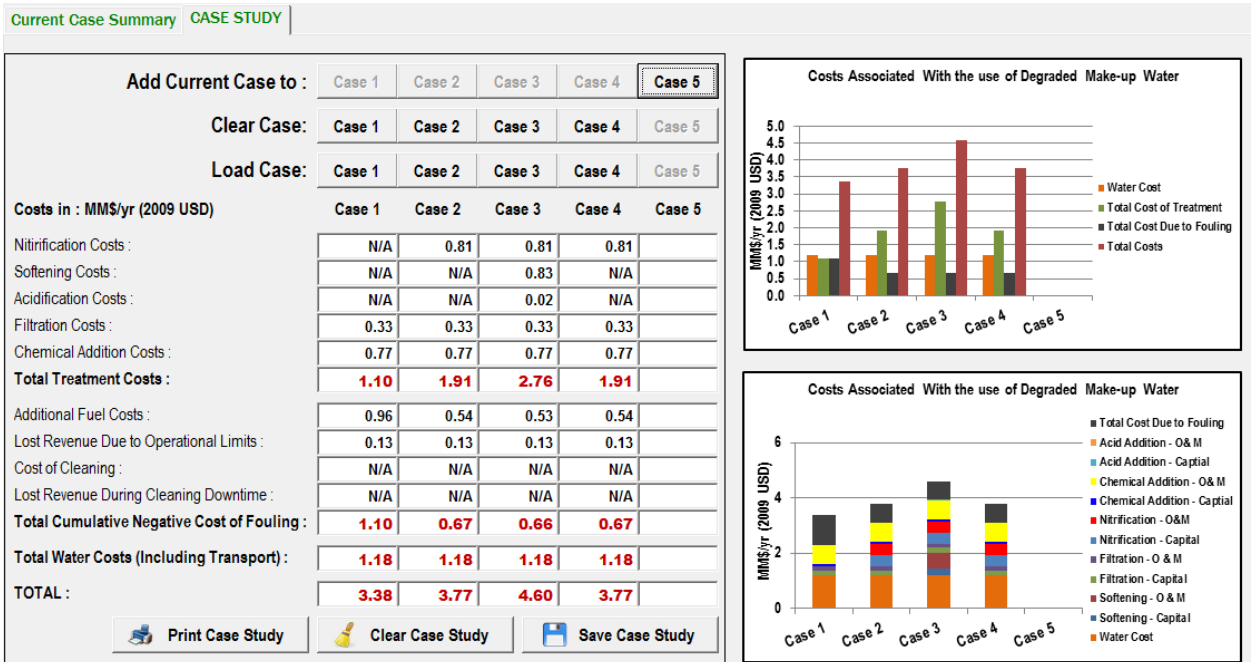 Current Case Summary CASE STUDY
Add Current Case to : Case 1 Case 2 Case 3 Case 4 Case 5
Clear Case: Case 1 Case 2 Case 3 Case 4 Case 5
Load Case: Case 1 Case 2 Case 3 Case 4 Case 5
Costs in : MM$/yr (2009 USD) Case 1 Case 2 Case 3 Case 4 Case 5
Nitirification Costs : N/A 0.81 0.81 0.81
Softening Costs : N/A N/A 0.83 N/A
Acidification Costs : N/A N/A 0.02 N/A
Filtration Costs : 0.33 0.33 0.33 0.33
Chemical Addition Costs : 0.77 0.77 0.77 0.77
Total Treatment Costs : 1.10 1.91 2.76 1.91
Additional Fuel Costs : 0.96 0.54 0.53 0.54
Lost Revenue Due to Operational Limits : 0.13 0.13 0.13 0.13
Cost of Cleaning : N/A N/A N/A N/A
Lost Revenue During Cleaning Downtime : N/A N/A N/A N/A
Total Cumulative Negative Cost of Fouling : 1.10 0.67 0.66 0.67
Total Water Costs (Including Transport) : 1.18 1.18 1.18 1.18
TOTAL : 3.38 3.77 4.60 3.77
Print Case Study Clear Case Study Save Case Study
Costs Associated With the use of Degraded Make-up Water
MM$/yr (2009 USD)
5.0
4.5
4.0
3.5
3.0
2.5
2.0
1.5
1.0
0.5
0.0
Case 1 Case 2 Case 3 Case 4 Case 5
Water Cost
Total Cost of Treatment
Total Cost Due to Fouling
Total Costs
Costs Associated With the use of Degraded Make-up Water
MM$/yr (2009 USD)
6
4
2
0
Case 1 Case 2 Case 3 Case 4 Case 5
Total Cost Due to Fouling
Acid Addition - O& M
Acid Addition - Captial
Chemical Addition - O& M
Chemical Addition - Captial
Nitrification - O&M
Nitrification - Capital
Filtration - O & M
Filtration - Capital
Softening - O & M
Softening - Capital
Water Cost